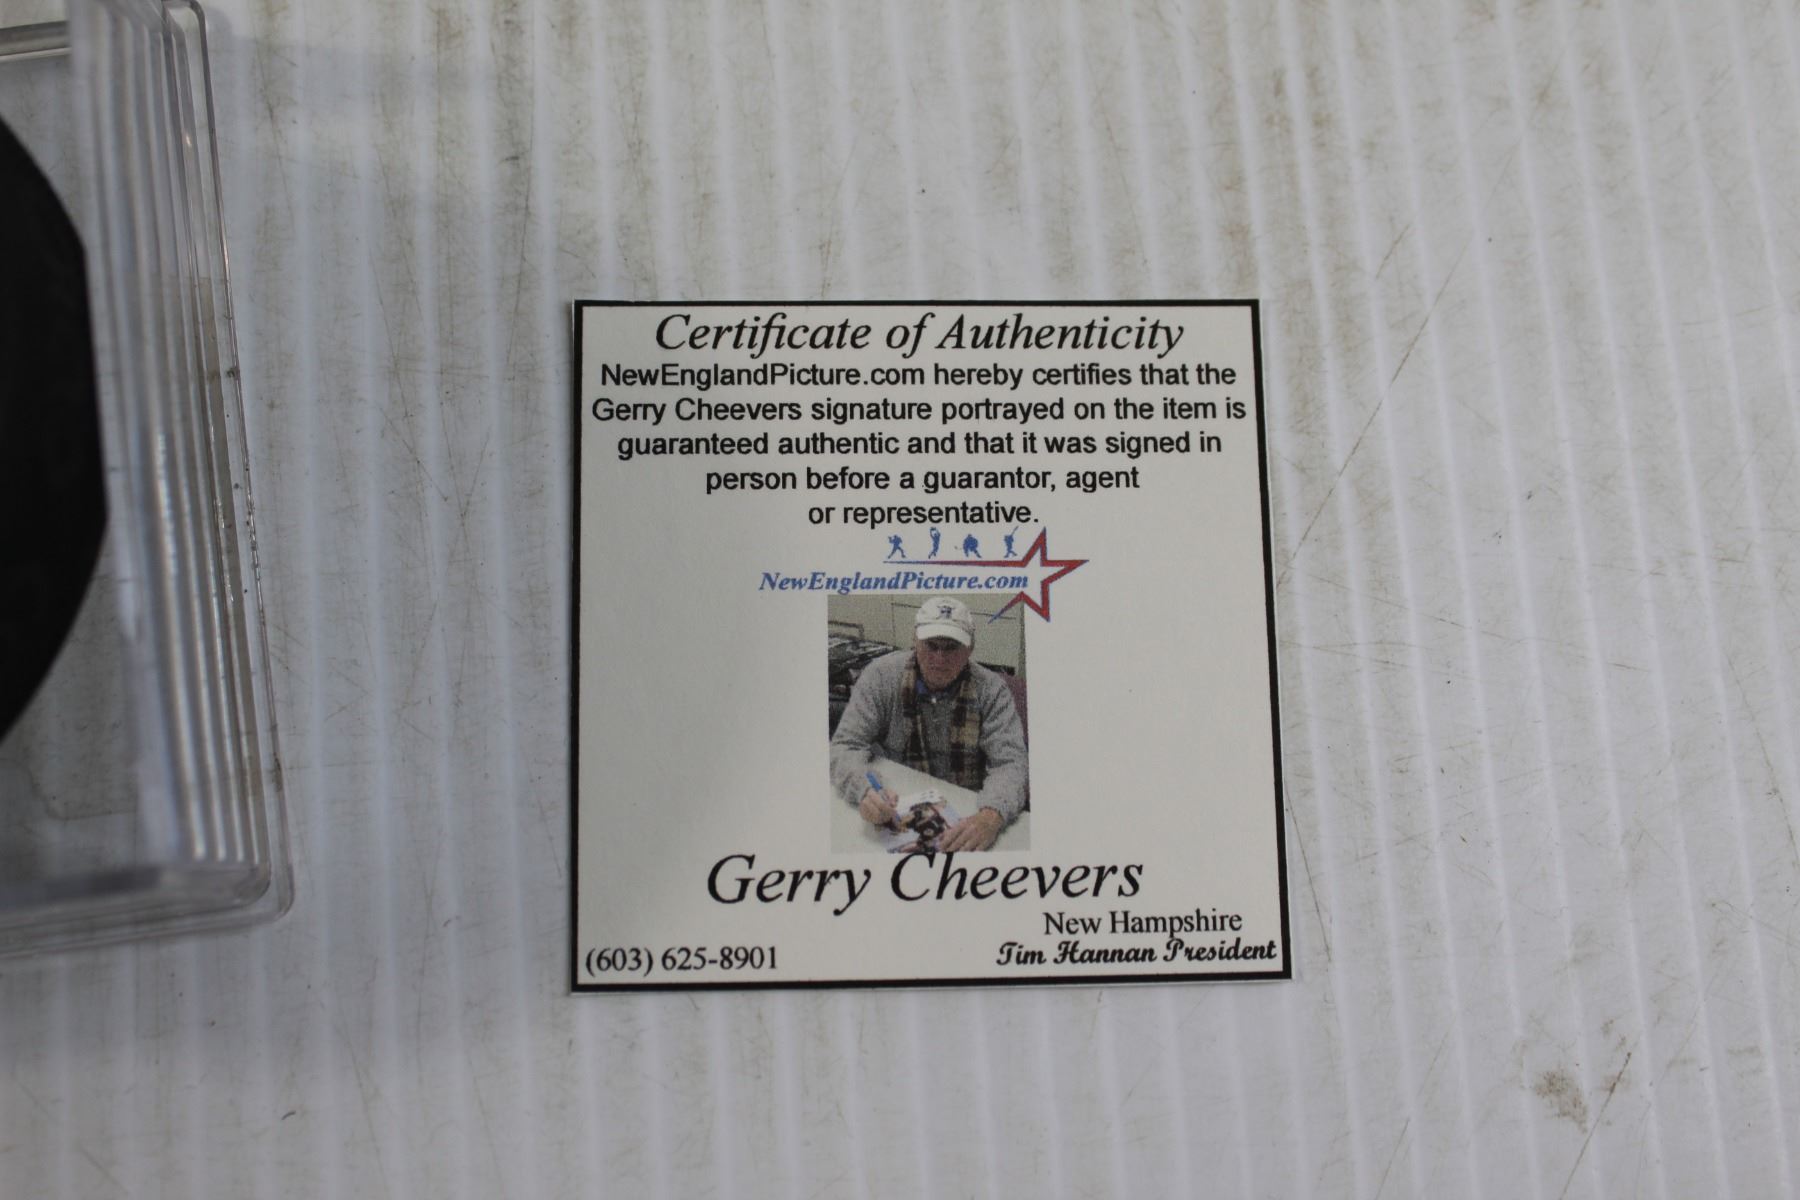 Certificate of Authenticity
NewEnglandPicture.com hereby certifies that the
Gerry Cheevers signature portrayed on the item is
guaranteed authentic and that it was signed in
person before a guarantor, agent
or representative.
NewEnglandPicture.com
Gerry Cheevers
New Hampshire
(603) 625-8901
Tim Hannan President